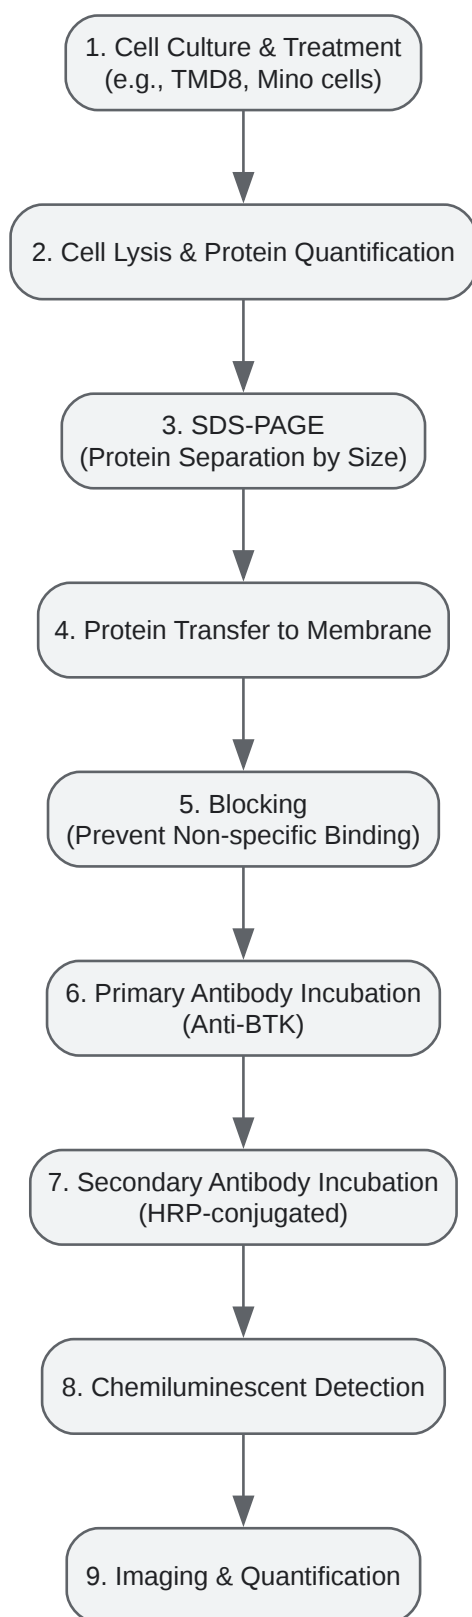 1. Cell Culture & Treatment
(e.g., TMD8, Mino cells)
2. Cell Lysis & Protein Quantification
3. SDS-PAGE
(Protein Separation by Size)
4. Protein Transfer to Membrane
5. Blocking
(Prevent Non-specific Binding)
6. Primary Antibody Incubation
(Anti-BTK)
7. Secondary Antibody Incubation
(HRP-conjugated)
8. Chemiluminescent Detection
9. Imaging & Quantification